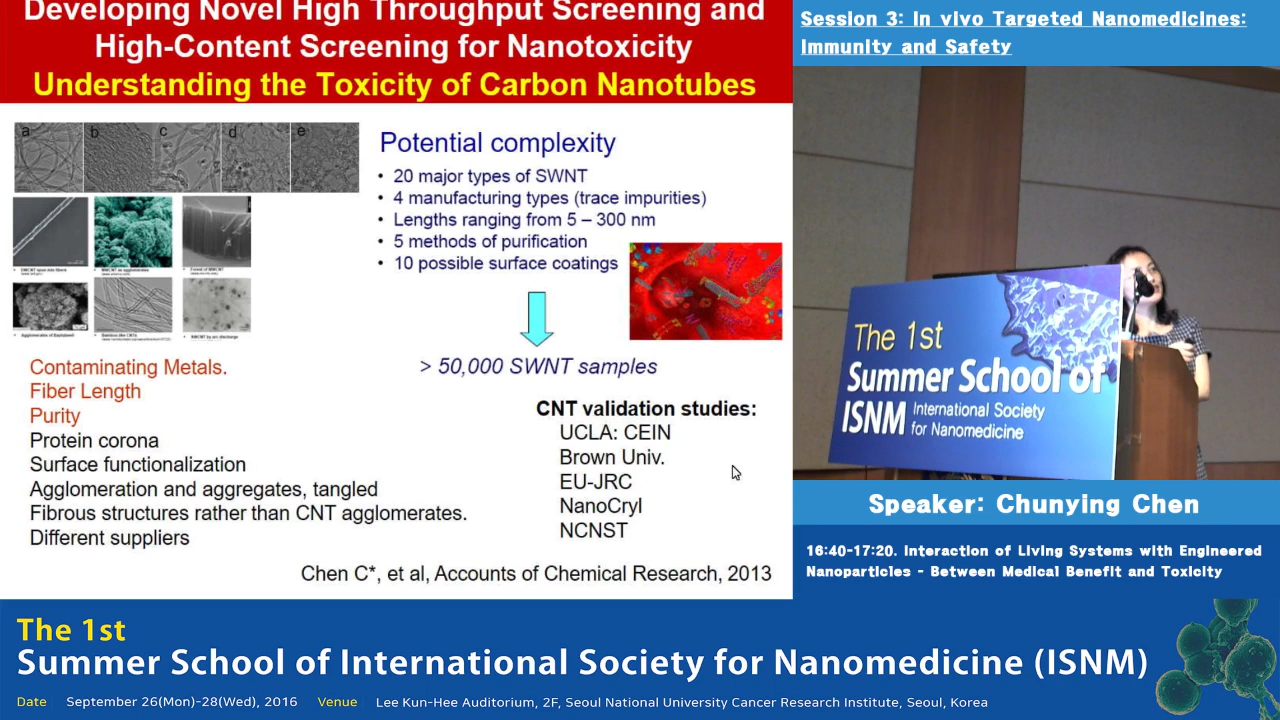 Developing Novel High Throughput Screening and
High-Content Screening for Nanotoxicity
Understanding the Toxicity of Carbon Nanotubes
a b c d e
Potential complexity
• 20 major types of SWNT
• 4 manufacturing types (trace impurities)
• Lengths ranging from 5 – 300 nm
• 5 methods of purification
• 10 possible surface coatings
> 50,000 SWNT samples
Contaminating Metals.
Fiber Length
Purity
Protein corona
Surface functionalization
Agglomeration and aggregates, tangled
Fibrous structures rather than CNT agglomerates.
Different suppliers
CNT validation studies:
UCLA: CEIN
Brown Univ.
EU-JRC
NanoCryl
NCNST
Chen C*, et al, Accounts of Chemical Research, 2013
Session 3: In vivo Targeted Nanomedicines:
Immunity and Safety
The 1st
Summer School of
ISNM International Society
for Nanomedicine
Speaker: Chunying Chen
16:40-17:20. Interaction of Living Systems with Engineered
Nanoparticles - Between Medical Benefit and Toxicity
The 1st
Summer School of International Society for Nanomedicine (ISNM)
Date September 26(Mon)-28(Wed), 2016 Venue Lee Kun-Hee Auditorium, 2F, Seoul National University Cancer Research Institute, Seoul, Korea